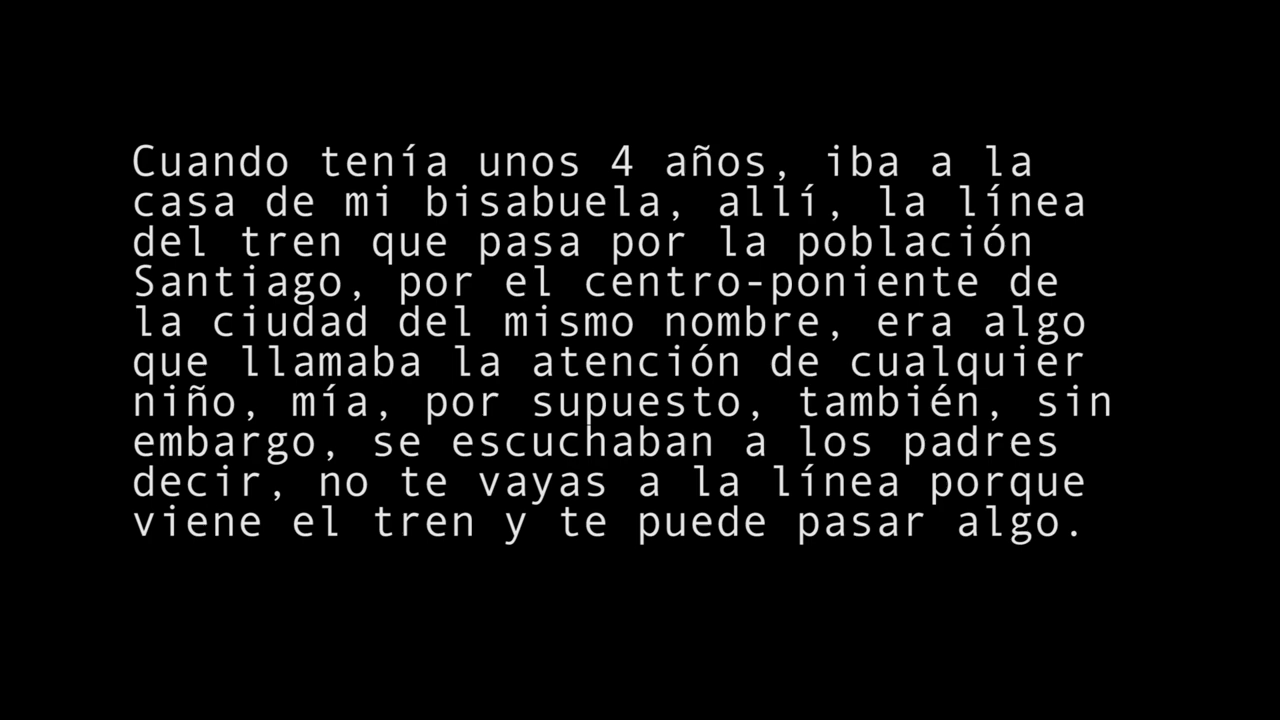 Cuando tenía unos 4 años, iba a la
casa de mi bisabuela, allí, la línea
del tren que pasa por la población
Santiago, por el centro-poniente de
la ciudad del mismo nombre, era algo
que llamaba la atención de cualquier
niño, mía, por supuesto, también, sin
embargo, se escuchaban a los padres
decir, no te vayas a la línea porque
viene el tren y te puede pasar algo.